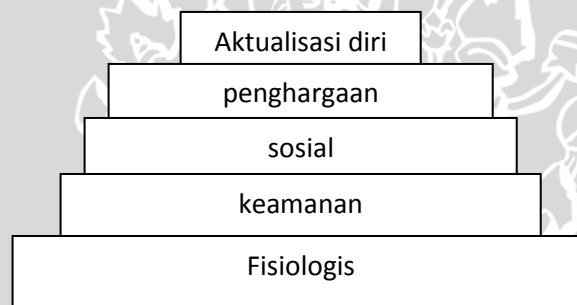 Aktualisasi diri
penghargaan
sosial
keamanan
Fisiologis